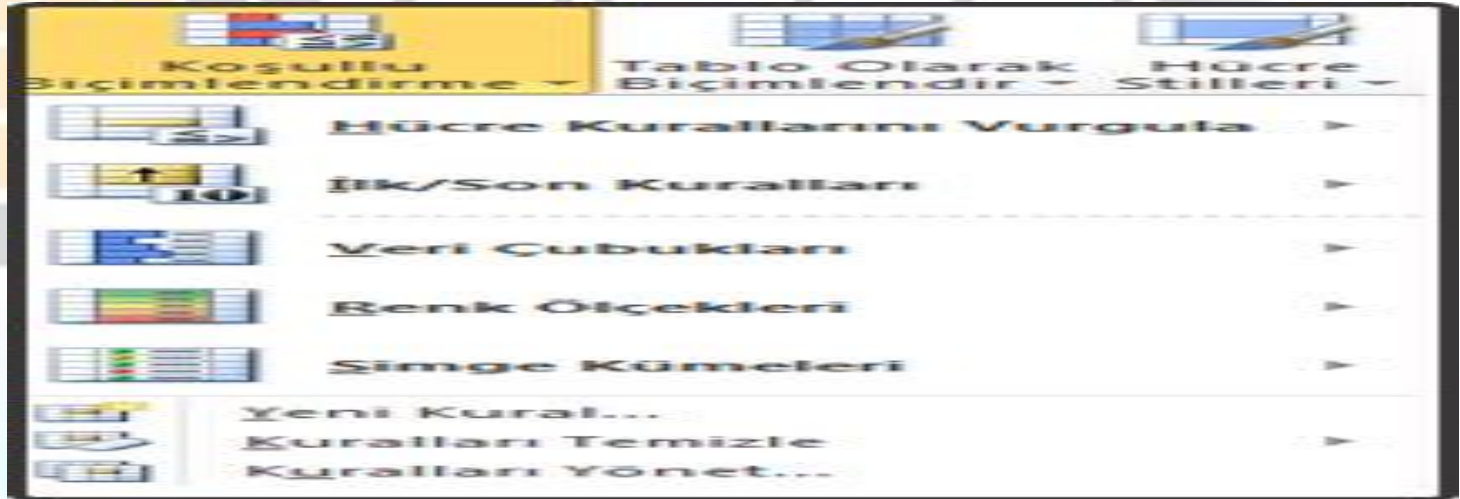 Koşullu
Biçimlendirme
Tablo Olarak
Biçimlendir
Hücre
Stilleri
Hücre Kurallarını Vurgula
İlk/Son Kuralları
Veri Çubukları
Renk Ölçekleri
Simge Kümeleri
Yeni Kural...
Kuralları Temizle
Kuralları Yönet...